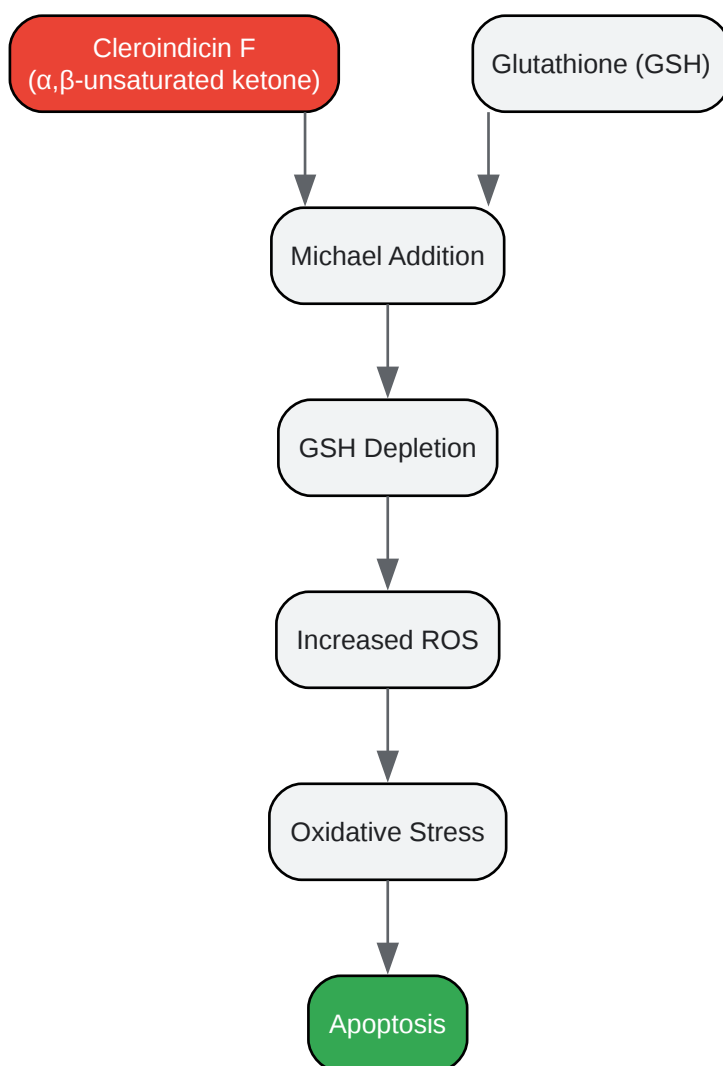 Cleroindicin F
(α,β-unsaturated ketone)
Glutathione (GSH)
Michael Addition
GSH Depletion
Increased ROS
Oxidative Stress
Apoptosis